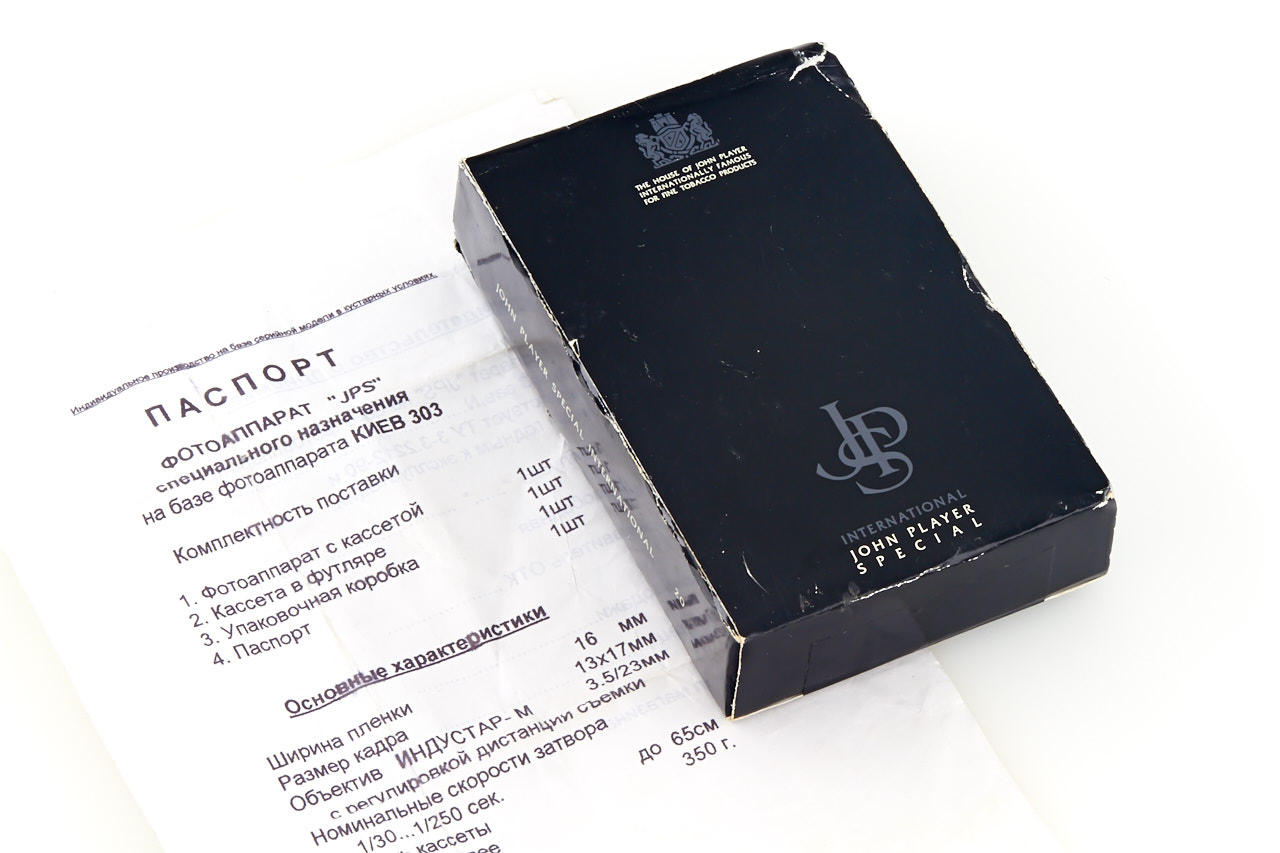 Индивидуальное производство на базе серийной модели в кустарных условиях.
ПАСПОРТ
ФОТОАППАРАТ "JPS"
специального назначения
на базе фотоаппарата КИЕВ 303
Комплектность поставки
1. Фотоаппарат с кассетой 1шт
2. Кассета в футляре 1шт
3. Упаковочная коробка 1шт
4. Паспорт 1шт
Основные характеристики
Ширина пленки 16 мм
Размер кадра 13x17мм
Объектив ИНДУСТАР- М 3.5/23мм
с регулировкой дистанции съемки
Номинальные скорости затвора
1/30...1/250 сек.
до 65см
кассеты 350 г.
THE HOUSE OF JOHN PLAYER
INTERNATIONALLY FAMOUS
FOR FINE TOBACCO PRODUCTS
JPS
INTERNATIONAL
JOHN PLAYER
SPECIAL
JOHN PLAYER SPECIAL INTERNATIONAL